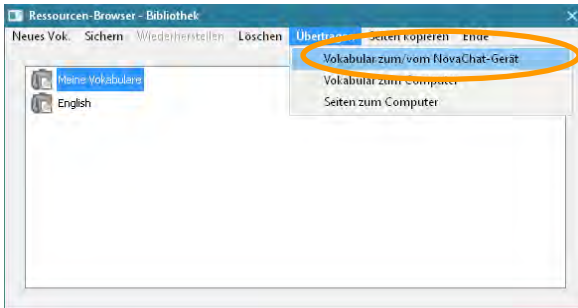 Ressourcen-Browser - Bibliothek
Neues Vok. Sichern Wiederherstellen Löschen Übertragen Seiten kopieren Ende
Vokabular zum/vom NovaChat-Gerät
Meine Vokabulare
Vokabular zum Computer
English
Seiten zum Computer